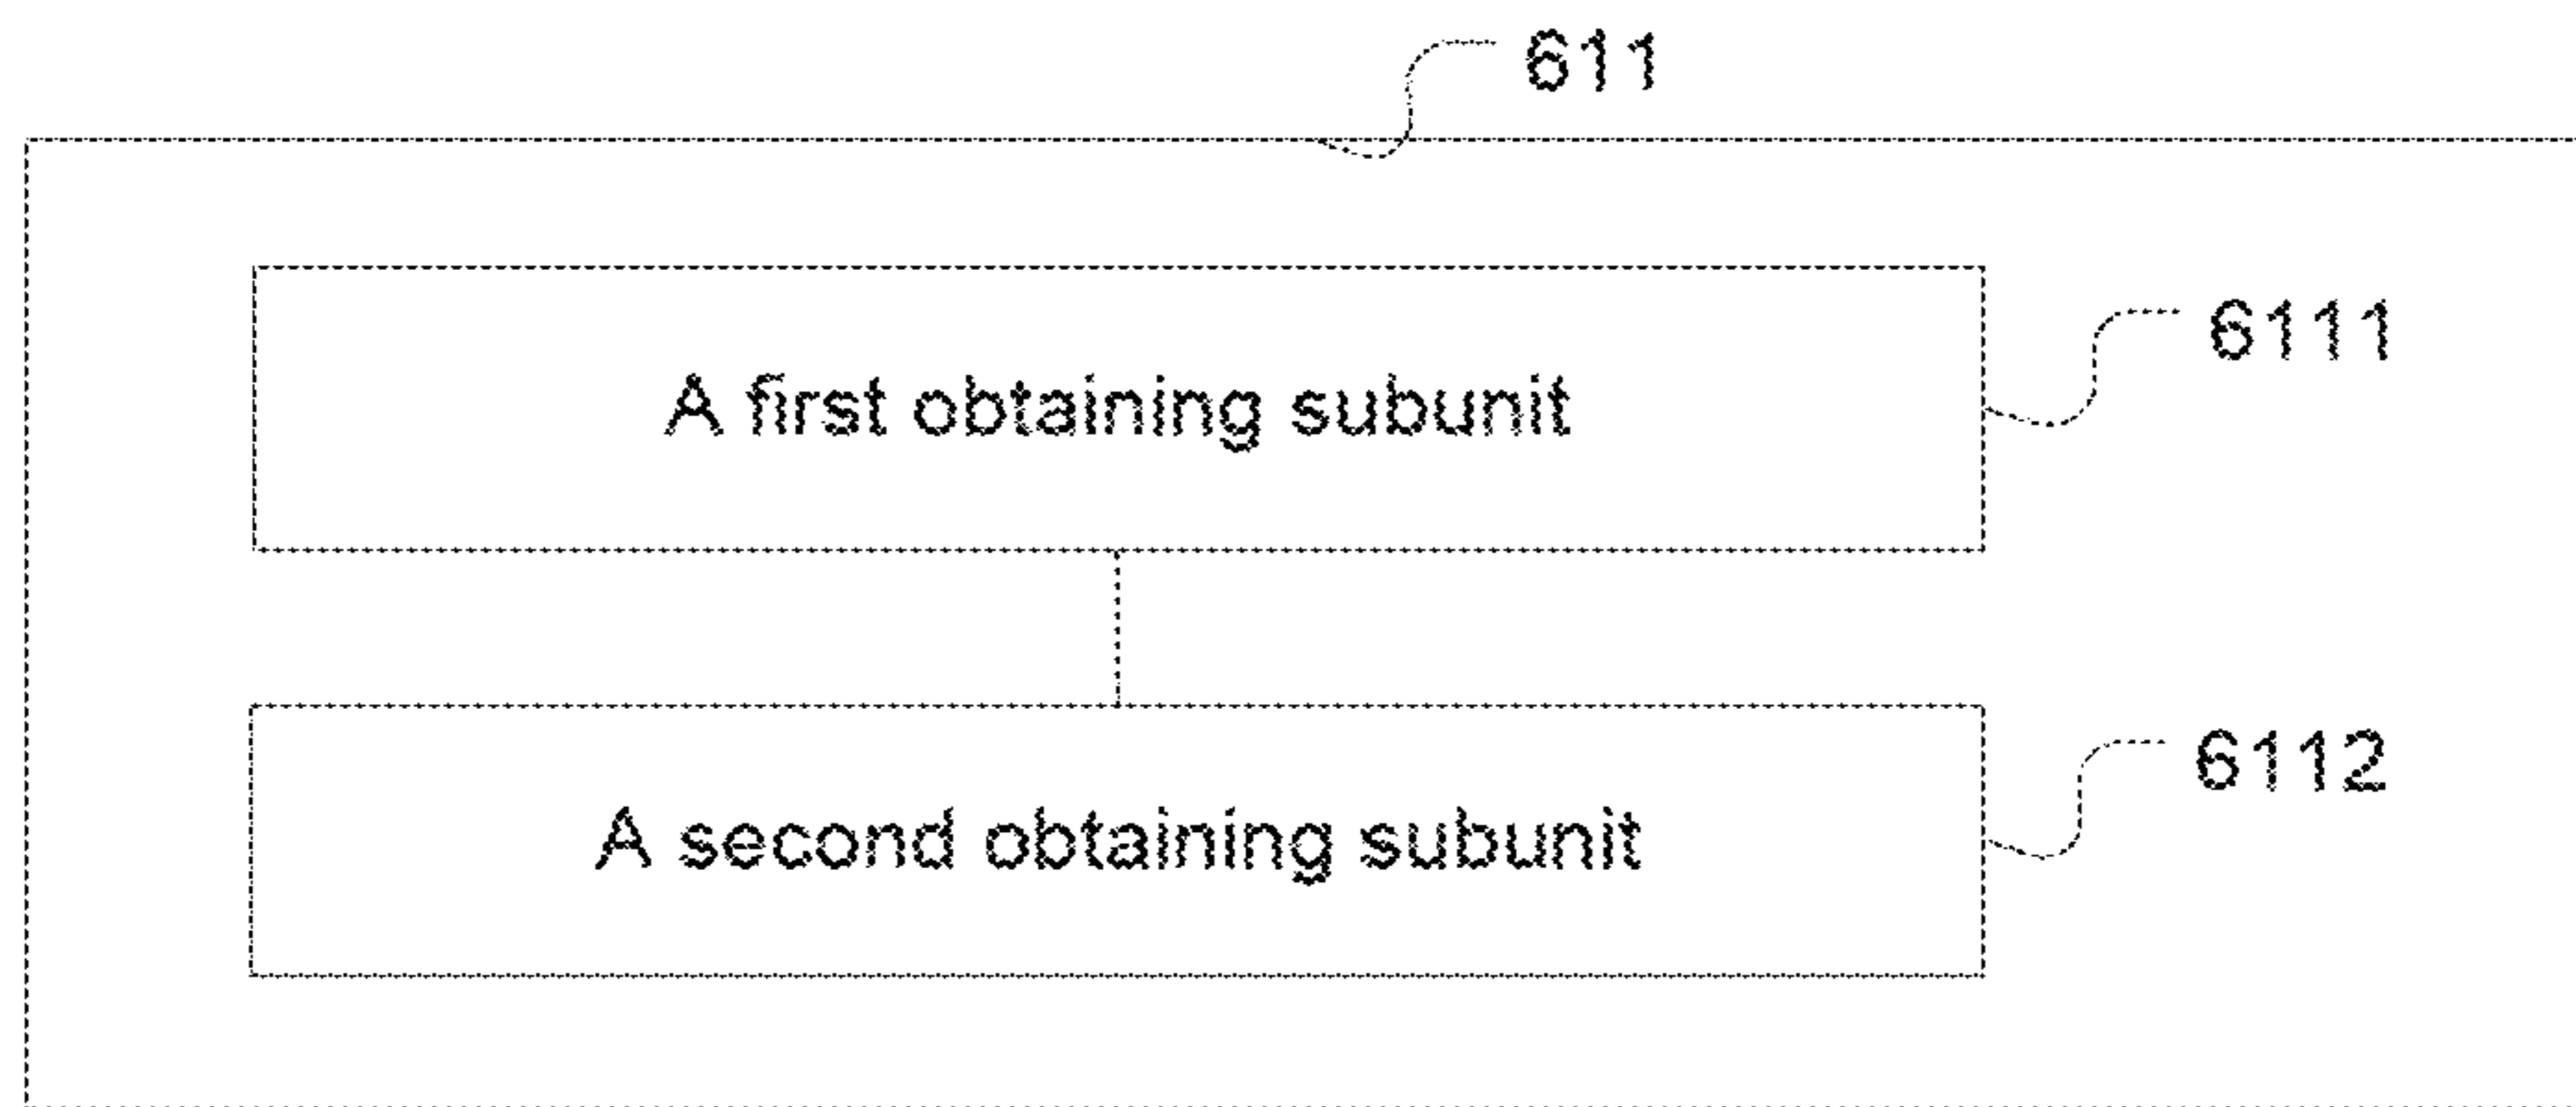 611
6111
A first obtaining subunit
6112
A second obtaining subunit